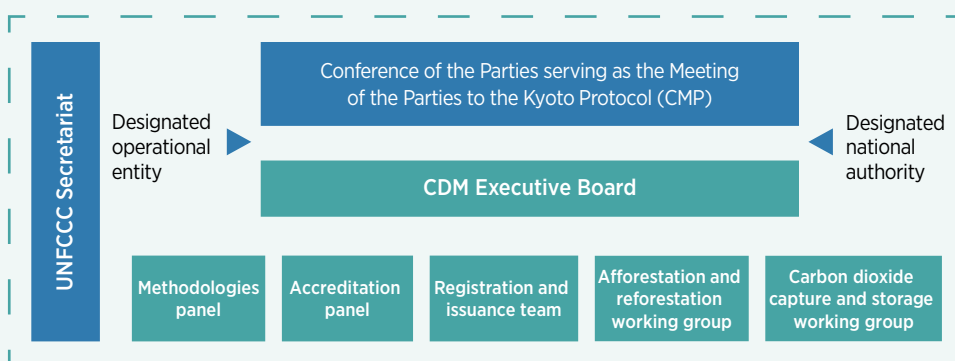 UNFCCC Secretariat
Conference of the Parties serving as the Meeting
of the Parties to the Kyoto Protocol (CMP)
Designated
operational
entity
Designated
national
authority
CDM Executive Board
Methodologies
panel
Accreditation
panel
Registration and
issuance team
Afforestation and
reforestation
working group
Carbon dioxide
capture and storage
working group